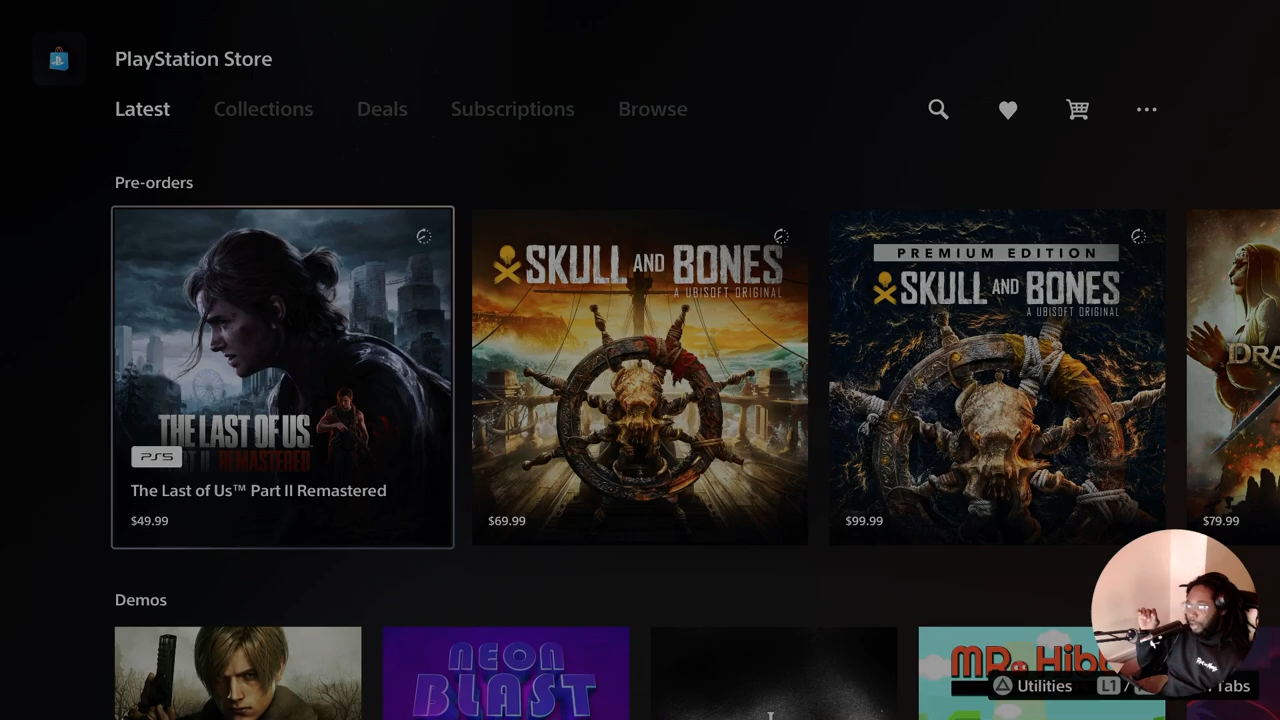 PlayStation Store
Latest
Collections
Deals
Subscriptions
Browse
Pre-orders
THE LAST OF US
REMASTERED
PS5
The Last of Us™ Part II Remastered
$49.99
SKULL AND BONES
A UBISOFT ORIGINAL
$69.99
PREMIUM EDITION
SKULL AND BONES
A UBISOFT ORIGINAL
$99.99
$79.99
Demos
NEON
BLAST
Utilities
L1 /
Tabs